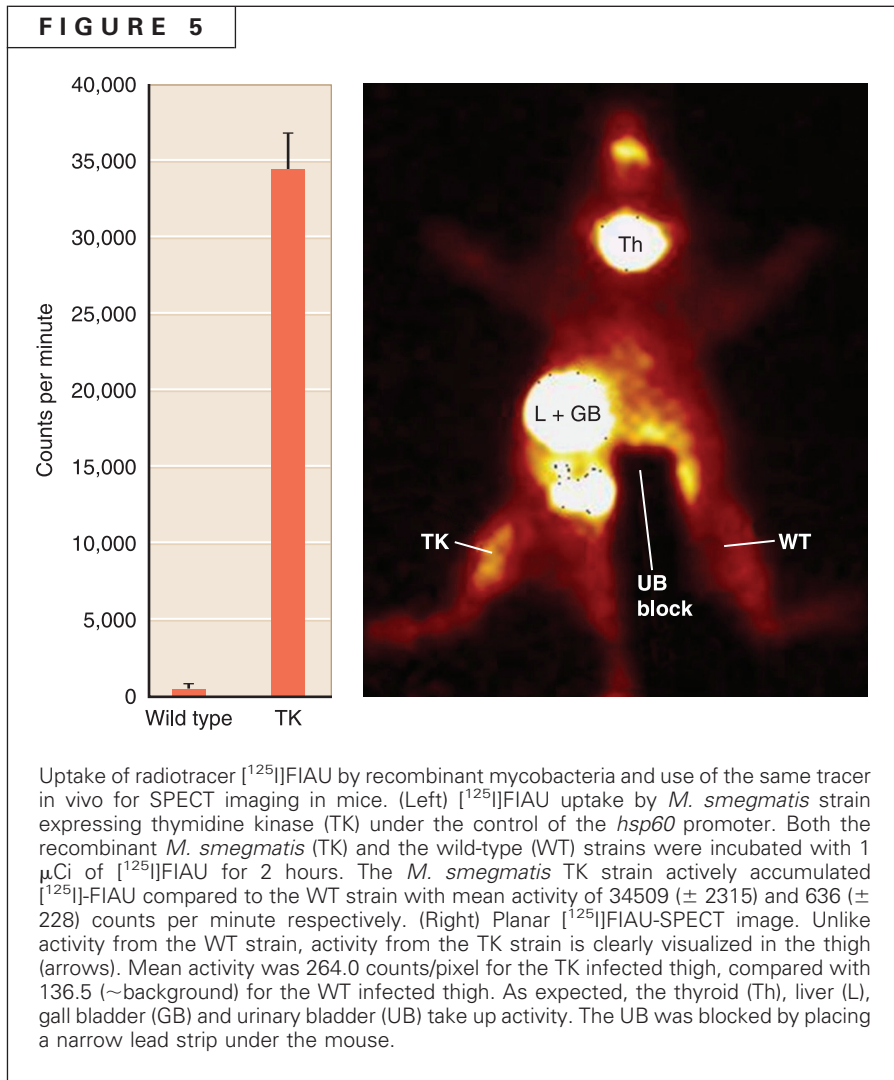 FIGURE 5
40,000
35,000
30,000
25,000
20,000
15,000
10,000
5,000
0
Counts per minute
Wild type TK
Th
L + GB
TK
WT
UB
block
Uptake of radiotracer [¹²⁵I]FIAU by recombinant mycobacteria and use of the same tracer
in vivo for SPECT imaging in mice. (Left) [¹²⁵I]FIAU uptake by M. smegmatis strain
expressing thymidine kinase (TK) under the control of the hsp60 promoter. Both the
recombinant M. smegmatis (TK) and the wild-type (WT) strains were incubated with 1
μCi of [¹²⁵I]FIAU for 2 hours. The M. smegmatis TK strain actively accumulated
[¹²⁵I]-FIAU compared to the WT strain with mean activity of 34509 (± 2315) and 636 (±
228) counts per minute respectively. (Right) Planar [¹²⁵I]FIAU-SPECT image. Unlike
activity from the WT strain, activity from the TK strain is clearly visualized in the thigh
(arrows). Mean activity was 264.0 counts/pixel for the TK infected thigh, compared with
136.5 (~background) for the WT infected thigh. As expected, the thyroid (Th), liver (L),
gall bladder (GB) and urinary bladder (UB) take up activity. The UB was blocked by placing
a narrow lead strip under the mouse.